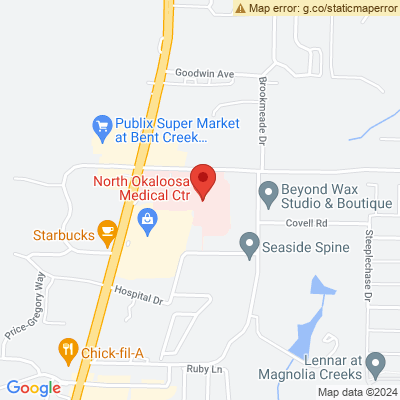 Map error: g.co/staticmaperror
Goodwin Ave
Brookmeade Dr
Publix Super Market
at Bent Creek...
North Okaloosa
Medical Ctr
Beyond Wax
Studio & Boutique
Covell Rd
Starbucks
Seaside Spine
Steeplechase Dr
Price-Gregory Way
Hospital Dr
Chick-fil-A
Ruby Ln
Lennar at
Magnolia Creeks
Google
Map data ©2024